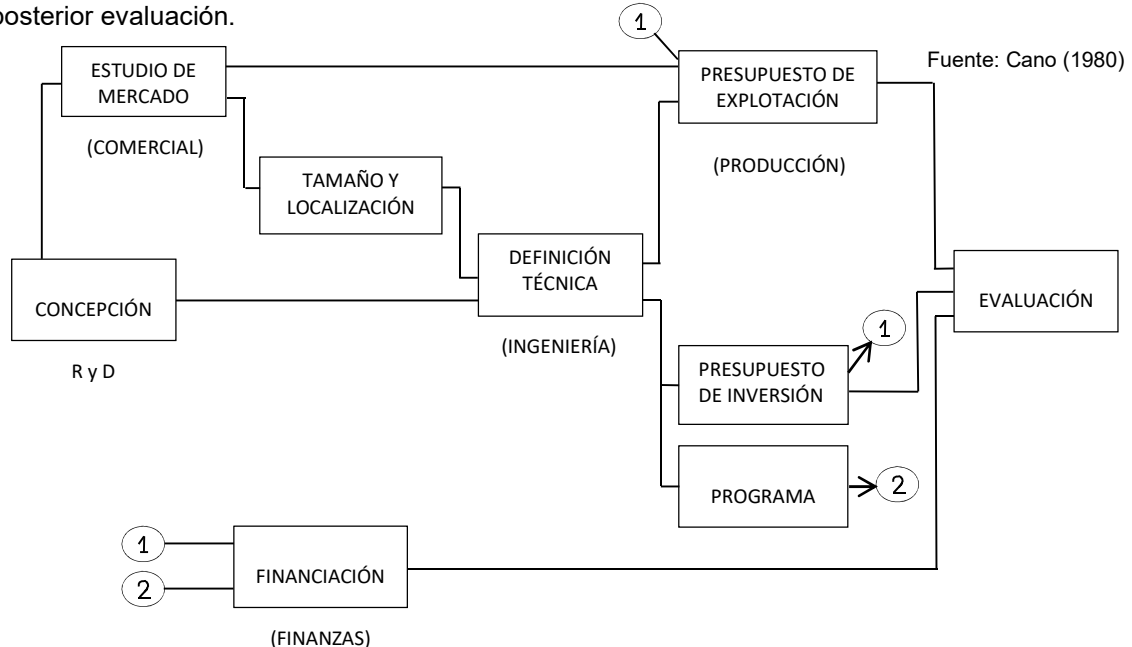 posterior evaluación.
1
Fuente: Cano (1980)
ESTUDIO DE
MERCADO
PRESUPUESTO DE
EXPLOTACIÓN
(COMERCIAL)
(PRODUCCIÓN)
TAMAÑO Y
LOCALIZACIÓN
DEFINICIÓN
TÉCNICA
CONCEPCIÓN
EVALUACIÓN
(INGENIERÍA)
R y D
1
PRESUPUESTO
DE INVERSIÓN
PROGRAMA
2
1
2
FINANCIACIÓN
(FINANZAS)